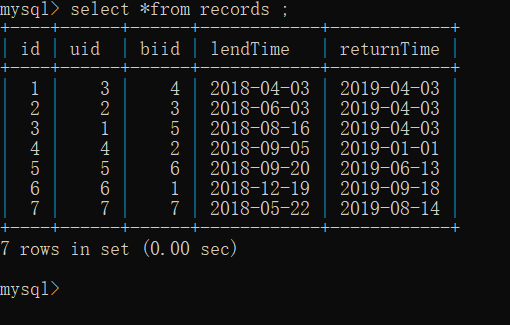 mysql> select *from records ;
+----+------+------+------------+------------+
| id | uid  | biid | lendTime   | returnTime |
+----+------+------+------------+------------+
|  1 |    3 |    4 | 2018-04-03 | 2019-04-03 |
|  2 |    2 |    3 | 2018-06-03 | 2019-04-03 |
|  3 |    1 |    5 | 2018-08-16 | 2019-04-03 |
|  4 |    4 |    2 | 2018-09-05 | 2019-01-01 |
|  5 |    5 |    6 | 2018-09-20 | 2019-06-13 |
|  6 |    6 |    1 | 2018-12-19 | 2019-09-18 |
|  7 |    7 |    7 | 2018-05-22 | 2019-08-14 |
+----+------+------+------------+------------+
7 rows in set (0.00 sec)
mysql>